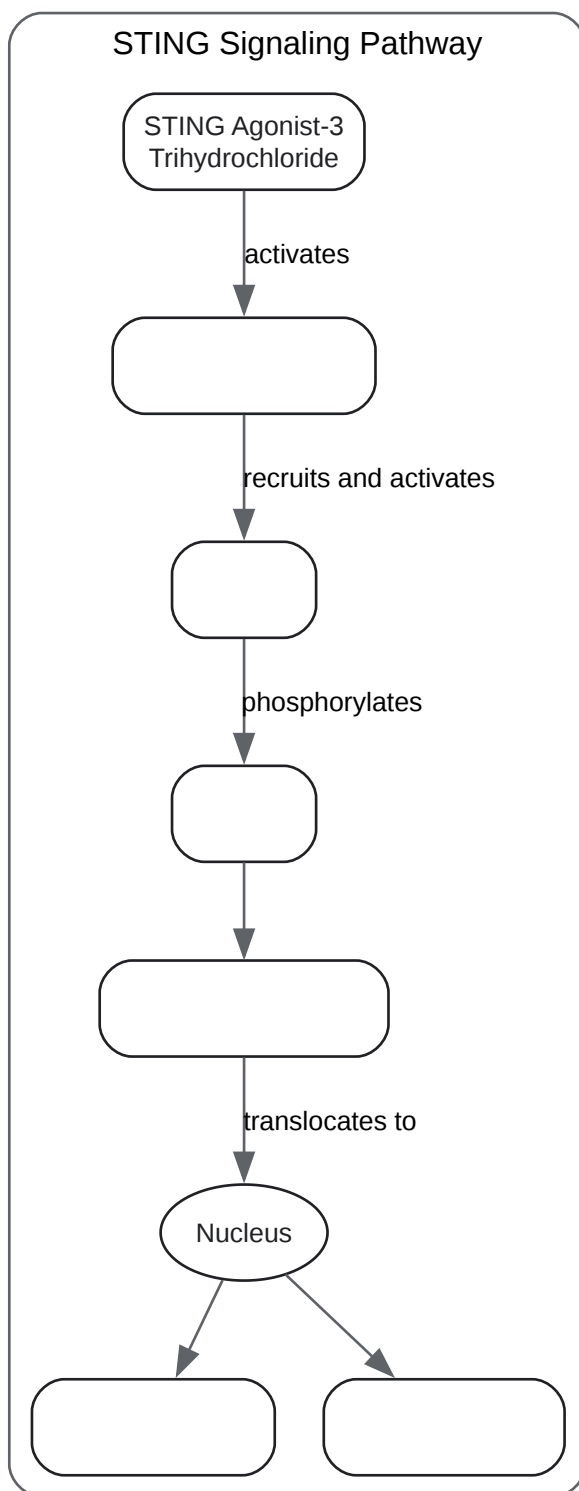 STING Signaling Pathway
STING Agonist-3
Trihydrochloride
activates
recruits and activates
phosphorylates
translocates to
Nucleus